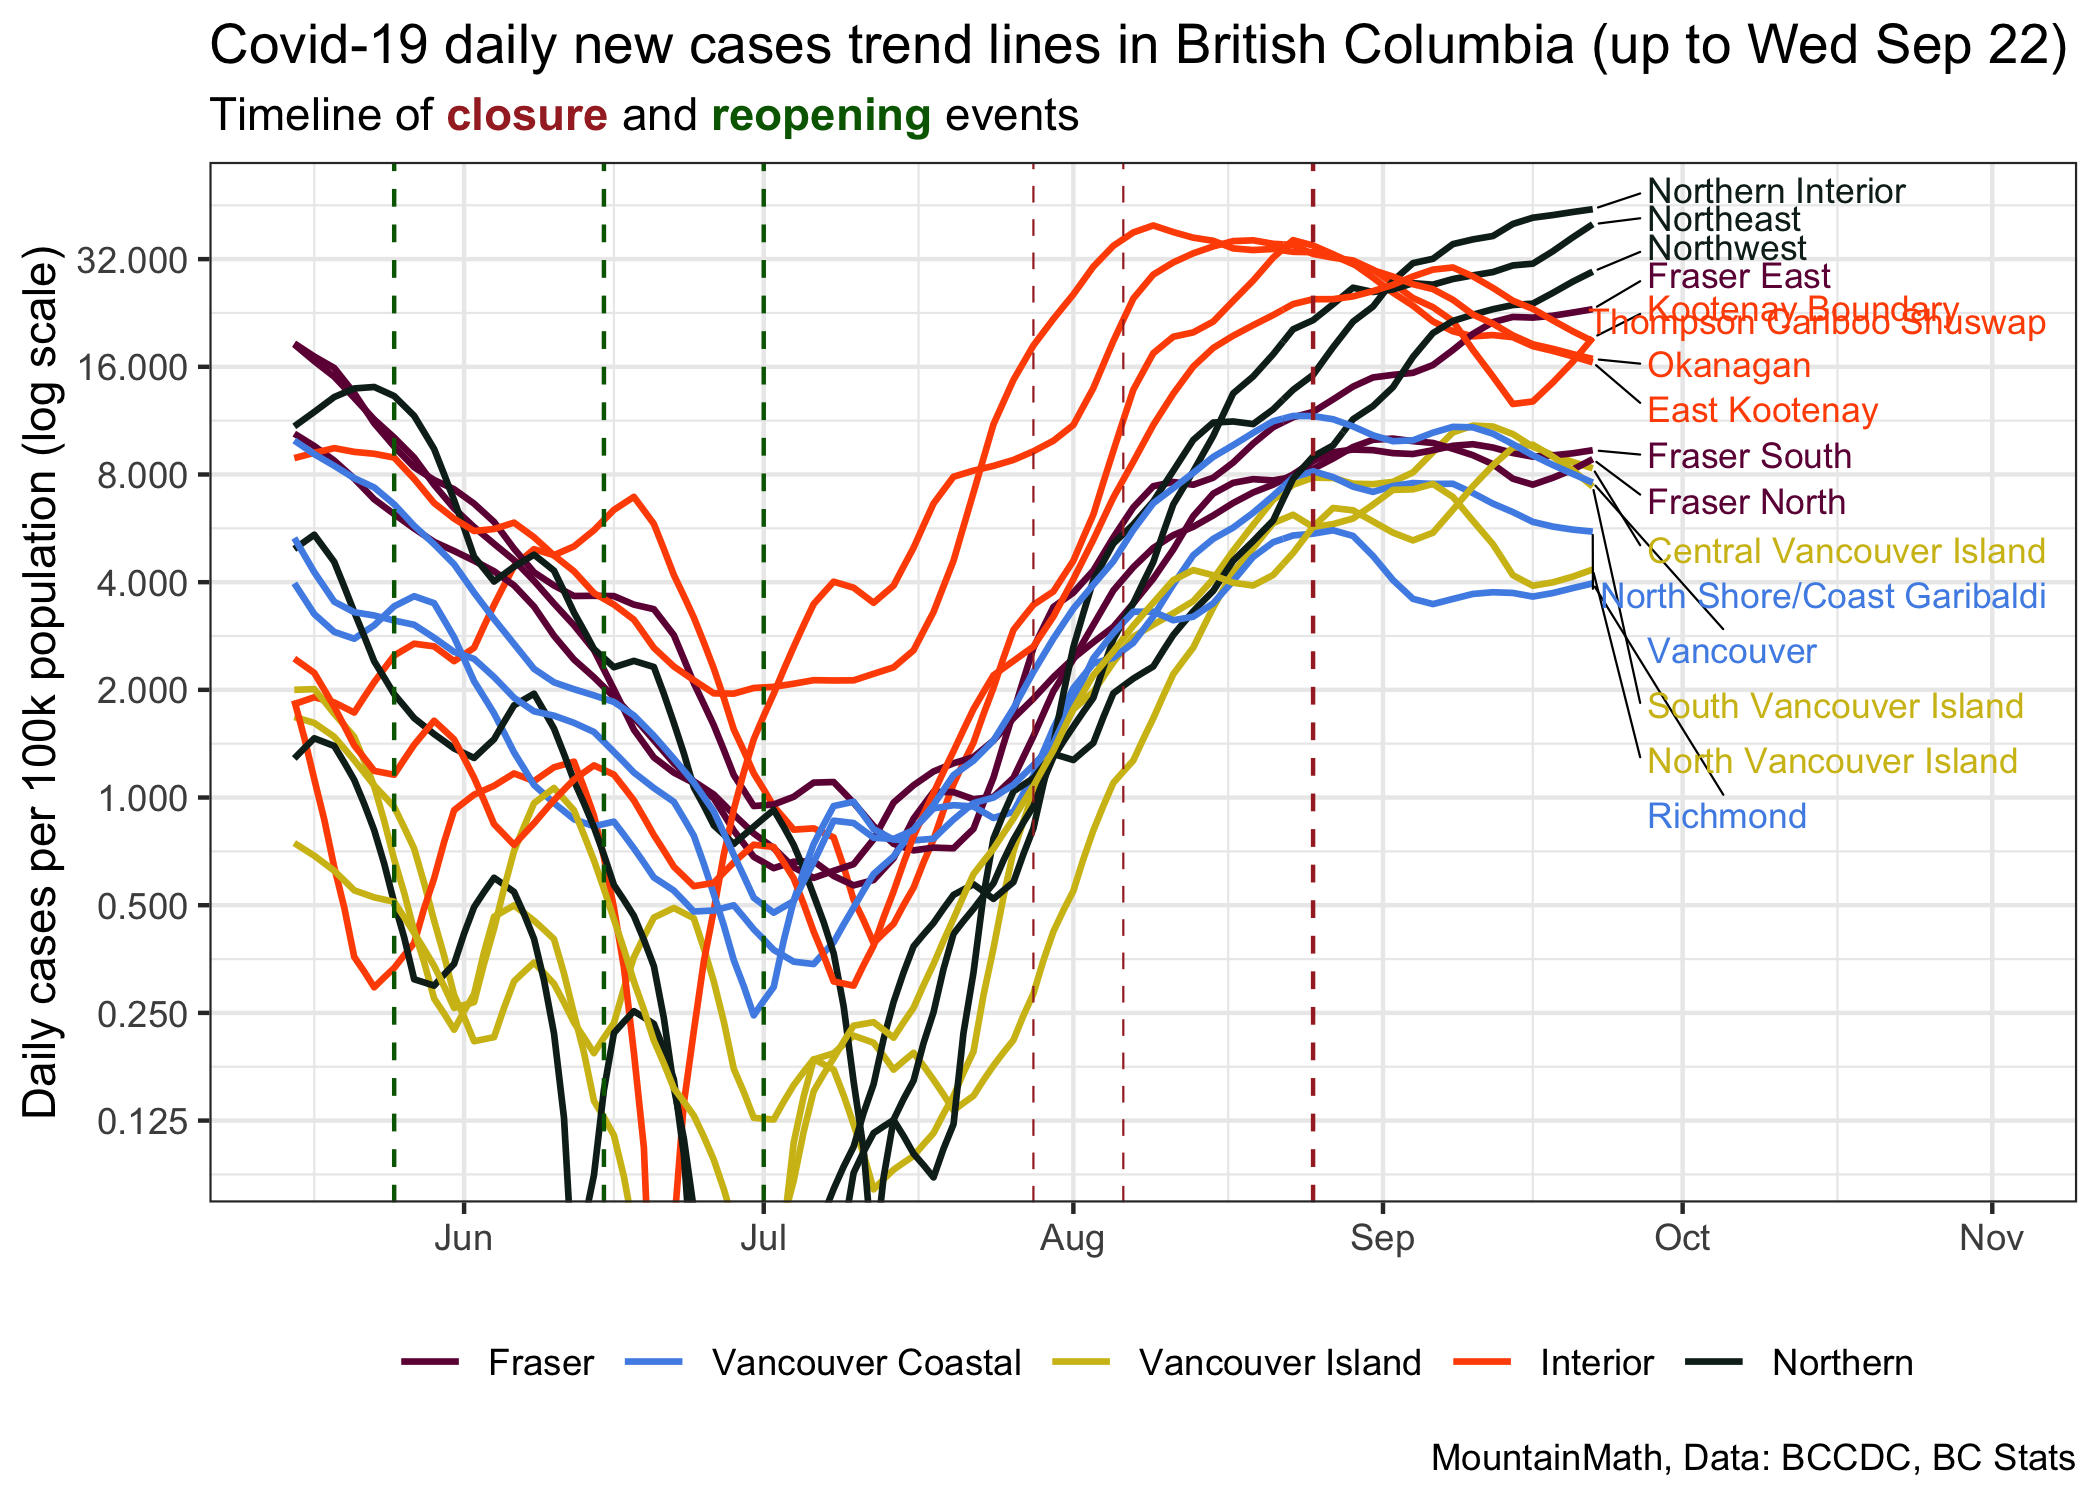 Covid-19 daily new cases trend lines in British Columbia (up to Wed Sep 22)
Timeline of closure and reopening events
Daily cases per 100k population (log scale)
32.000
16.000
8.000
4.000
2.000
1.000
0.500
0.250
0.125
Northern Interior
Northeast
Northwest
Fraser East
Kootenay Boundary
Thompson Cariboo Shuswap
Okanagan
East Kootenay
Fraser South
Fraser North
Central Vancouver Island
North Shore/Coast Garibaldi
Vancouver
South Vancouver Island
North Vancouver Island
Richmond
Jun Jul Aug Sep Oct Nov
Fraser Vancouver Coastal Vancouver Island Interior Northern
MountainMath, Data: BCCDC, BC Stats